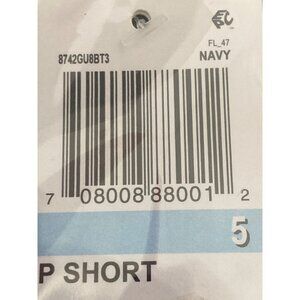 FL_47
8742GU8BT3 NAVY
7 08008 88001 2
5
P SHORT